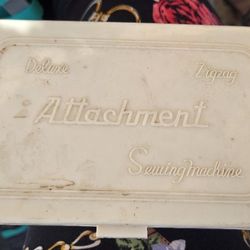 Deluxe Zigzag
Attachment
Sewing machine